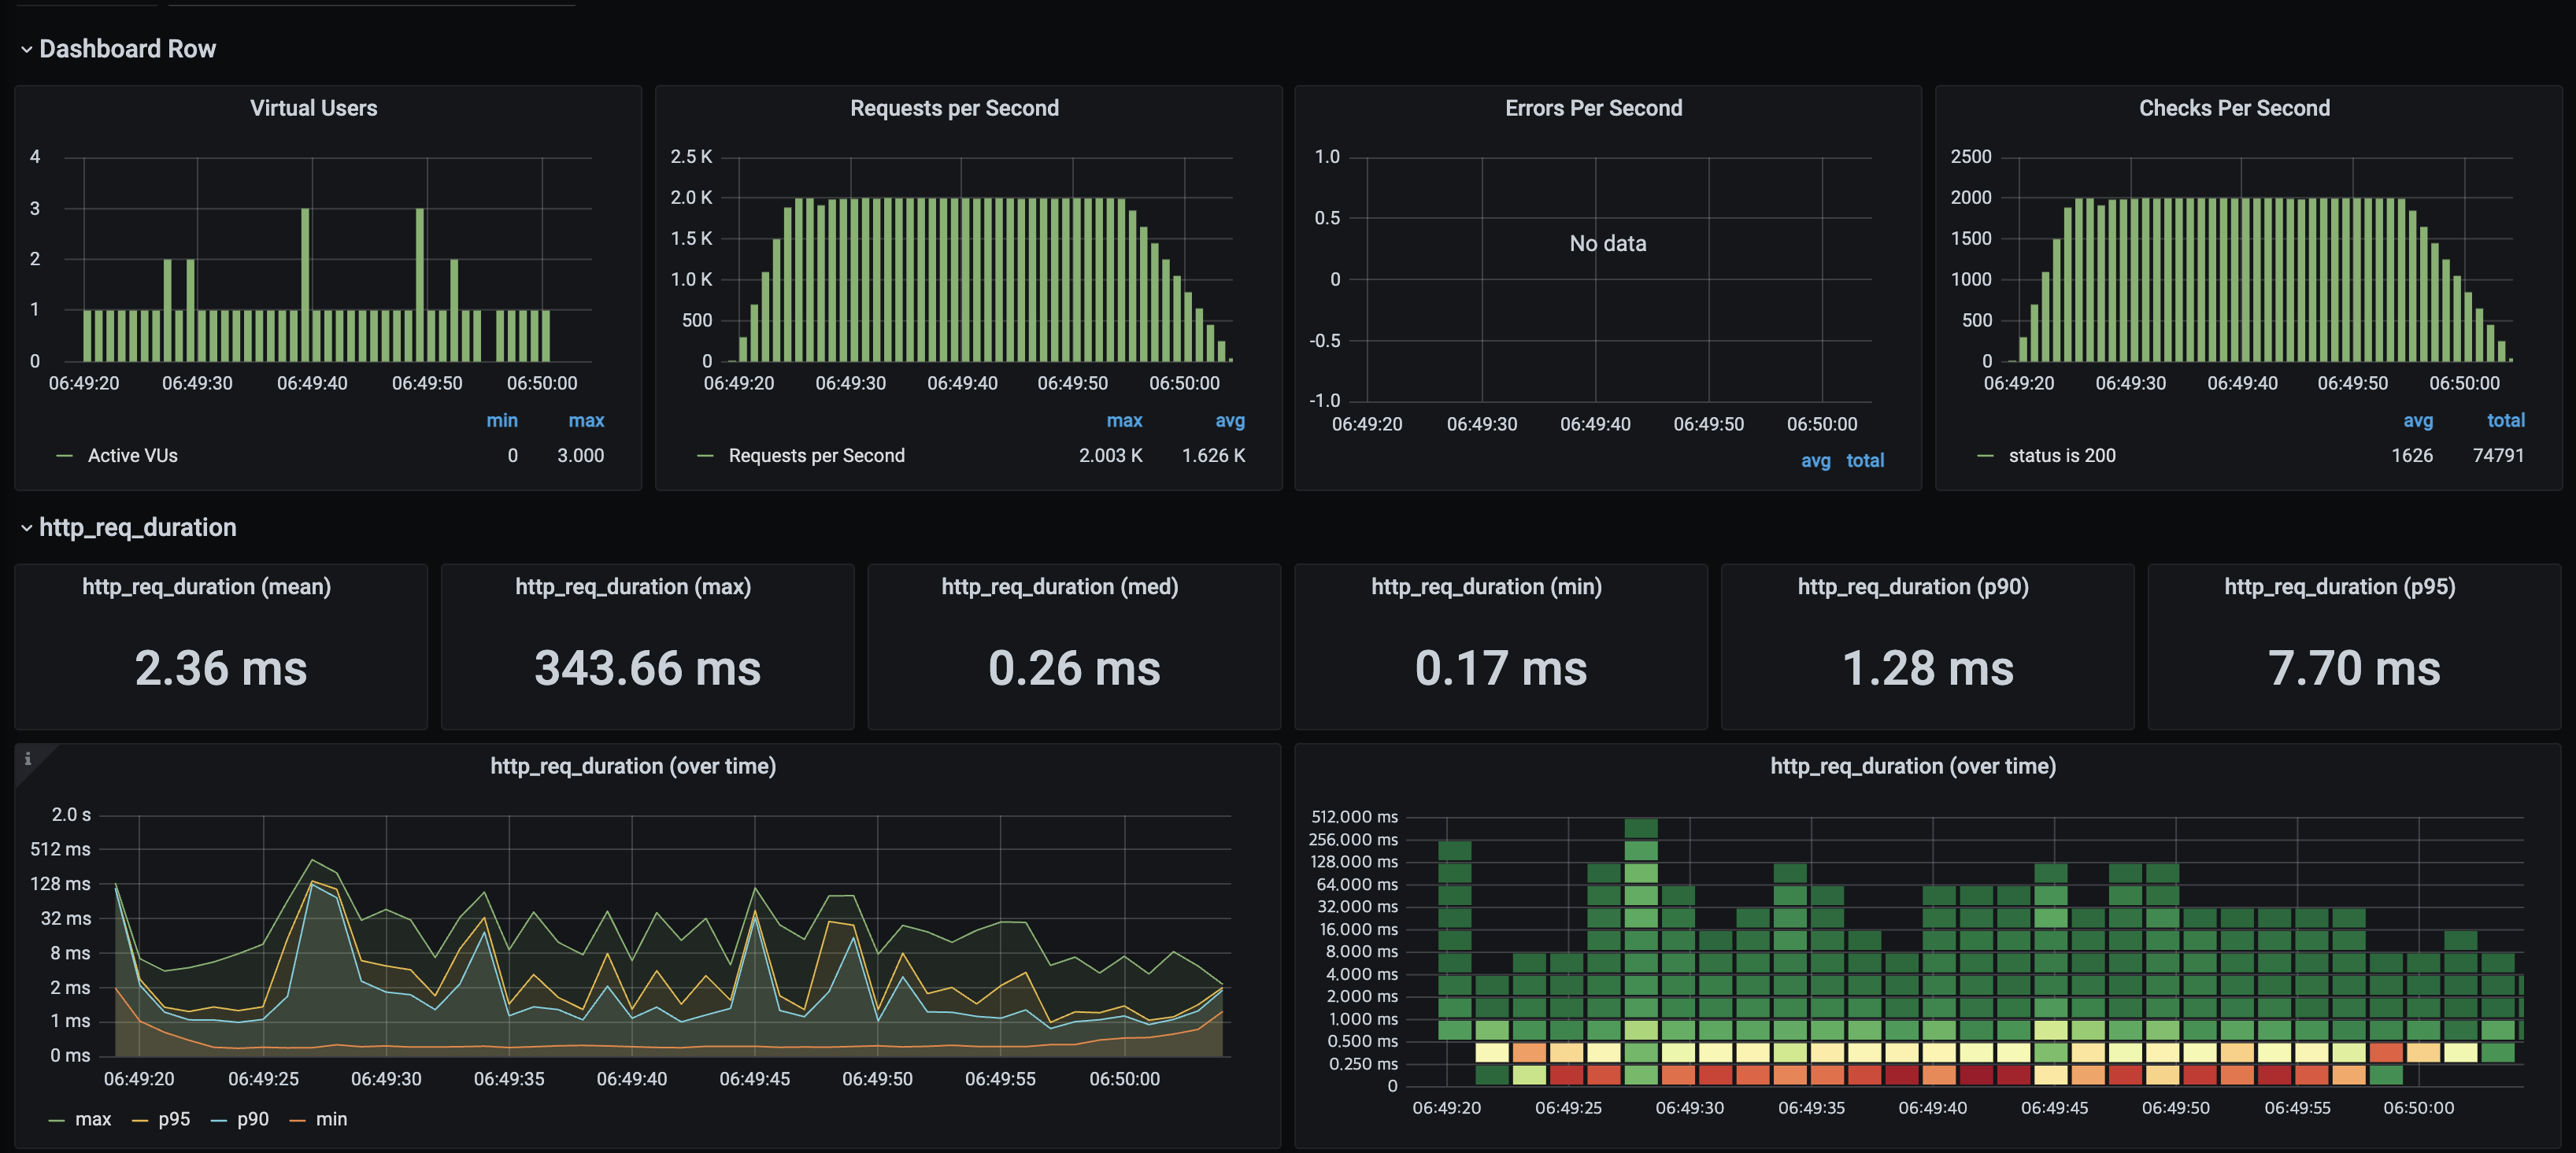 Dashboard Row
Virtual Users
4
3
2
1
0
06:49:20 06:49:30 06:49:40 06:49:50 06:50:00
min max
Active VUs 0 3.000
Requests per Second
2.5 K
2.0 K
1.5 K
1.0 K
500
0
06:49:20 06:49:30 06:49:40 06:49:50 06:50:00
max avg
Requests per Second 2.003 K 1.626 K
Errors Per Second
1.0
0.5
No data
0
-0.5
-1.0
06:49:20 06:49:30 06:49:40 06:49:50 06:50:00
avg total
Checks Per Second
2500
2000
1500
1000
500
0
06:49:20 06:49:30 06:49:40 06:49:50 06:50:00
avg total
status is 200 1626 74791
http_req_duration
http_req_duration (mean)
2.36 ms
http_req_duration (max)
343.66 ms
http_req_duration (med)
0.26 ms
http_req_duration (min)
0.17 ms
http_req_duration (p90)
1.28 ms
http_req_duration (p95)
7.70 ms
i
http_req_duration (over time)
2.0 s
512 ms
128 ms
32 ms
8 ms
2 ms
1 ms
0 ms
06:49:20 06:49:25 06:49:30 06:49:35 06:49:40 06:49:45 06:49:50 06:49:55 06:50:00
max p95 p90 min
http_req_duration (over time)
512.000 ms
256.000 ms
128.000 ms
64.000 ms
32.000 ms
16.000 ms
8.000 ms
4.000 ms
2.000 ms
1.000 ms
0.500 ms
0.250 ms
0
06:49:20 06:49:25 06:49:30 06:49:35 06:49:40 06:49:45 06:49:50 06:49:55 06:50:00